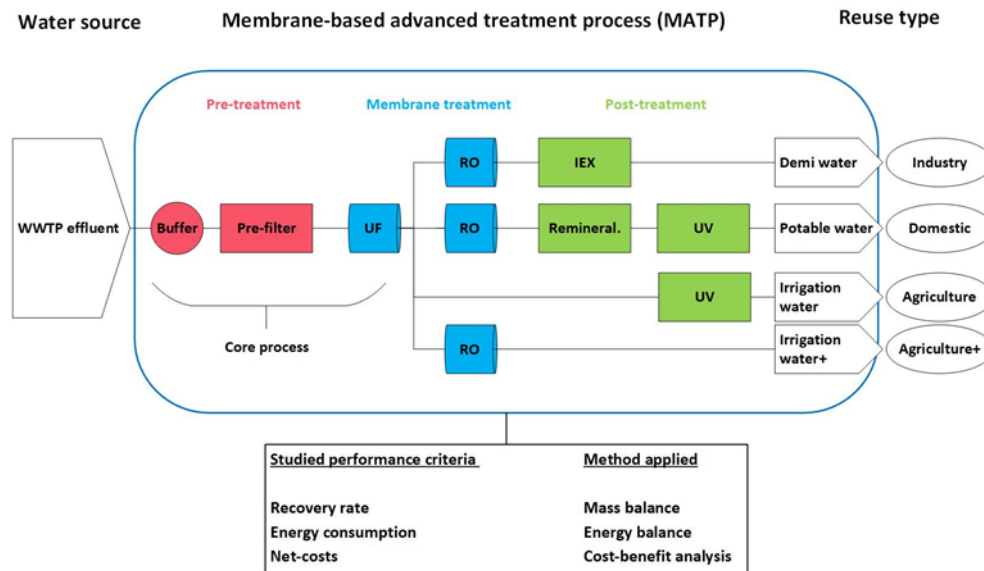 Water source
Membrane-based advanced treatment process (MATP)
Reuse type
Pre-treatment
Membrane treatment
Post-treatment
RO
IEX
Demi water
Industry
WWTP effluent
Buffer
Pre-filter
UF
RO
Remineral.
UV
Potable water
Domestic
UV
Irrigation
water
Agriculture
Core process
RO
Irrigation
water+
Agriculture+
Studied performance criteria
Method applied
Recovery rate
Mass balance
Energy consumption
Energy balance
Net-costs
Cost-benefit analysis